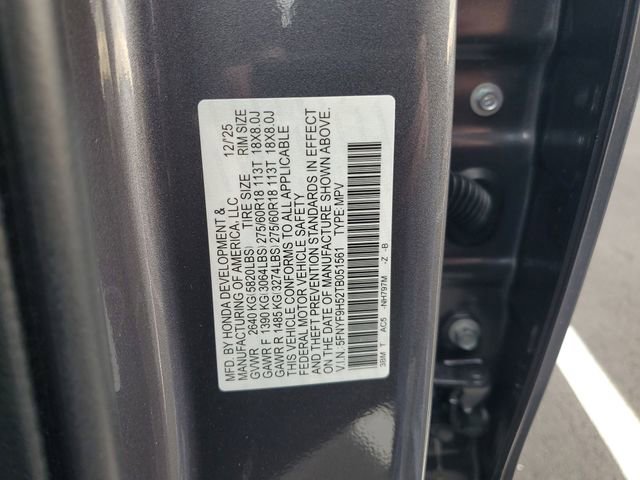 MFD. BY HONDA DEVELOPMENT & 12/25
MANUFACTURING OF AMERICA, LLC
GVWR 2640 KG(5820LBS) TIRE SIZE RIM SIZE
GAWR F 1390 KG(3064LBS) 275/60R18 113T 18X8.0J
GAWR R 1485 KG(3274LBS) 275/60R18 113T 18X8.0J
THIS VEHICLE CONFORMS TO ALL APPLICABLE
FEDERAL MOTOR VEHICLE SAFETY
AND THEFT PREVENTION STANDARDS IN EFFECT
ON THE DATE OF MANUFACTURE SHOWN ABOVE.
V.I.N. 5FNYF9H52TB051561 TYPE: MPV
3BM T AC5 -NH797M -Z -B